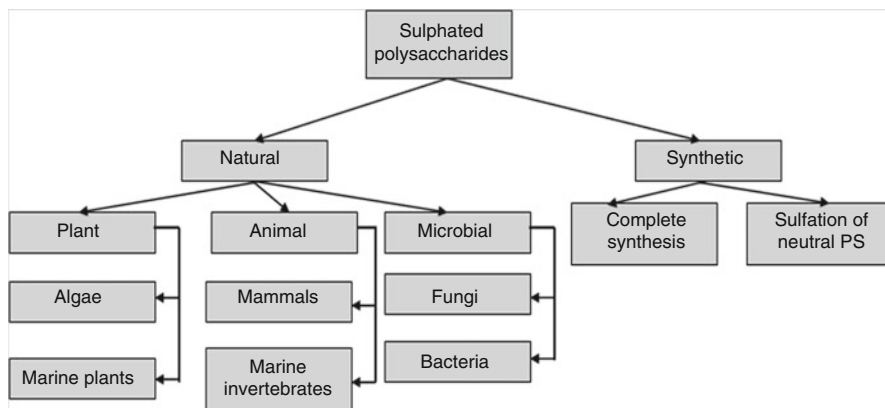 Sulphated
polysaccharides
Natural
Synthetic
Plant
Animal
Microbial
Complete
synthesis
Sulfation of
neutral PS
Algae
Mammals
Fungi
Marine plants
Marine
invertebrates
Bacteria